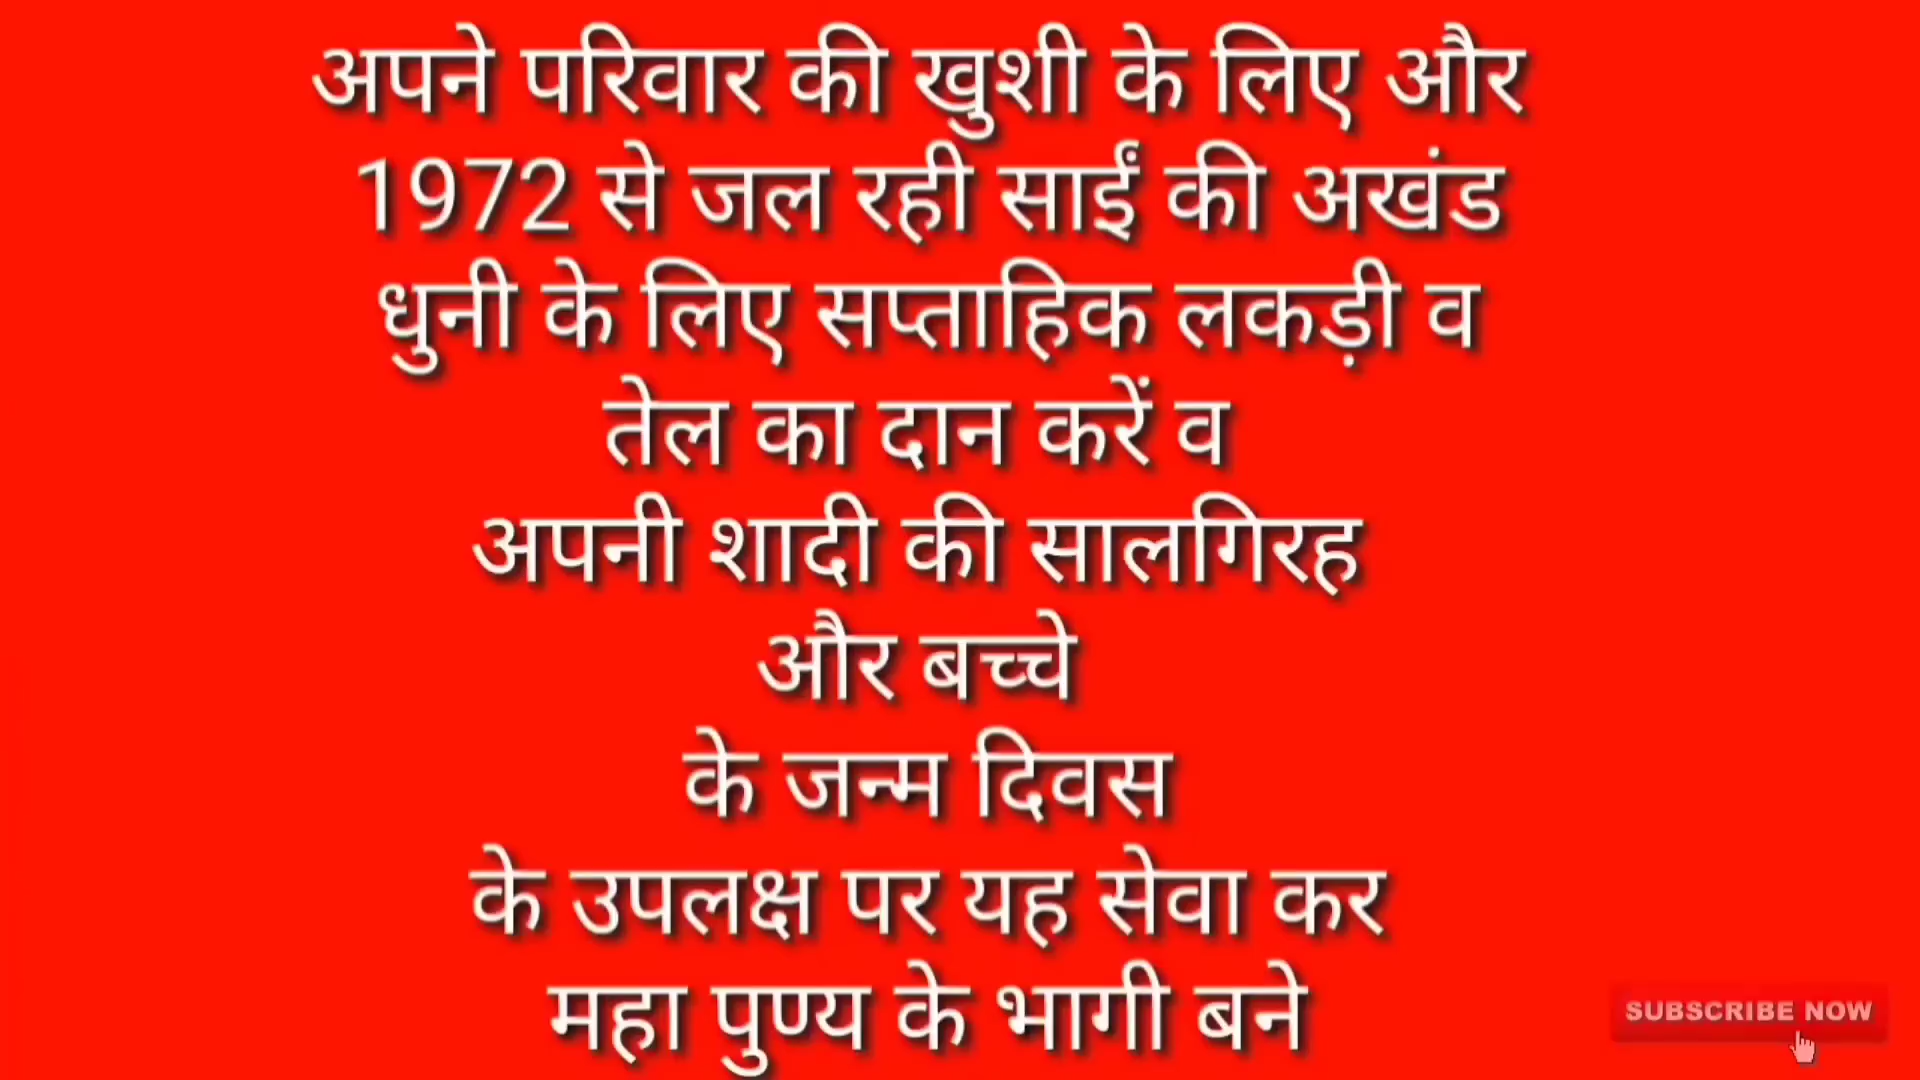 अपने परिवार की खुशी के लिए और
1972 से जल रही साईं की अखंड
धुनी के लिए सप्ताहिक लकड़ी व
तेल का दान करें व
अपनी शादी की सालगिरह
और बच्चे
के जन्म दिवस
के उपलक्ष पर यह सेवा कर
महा पुण्य के भागी बने
SUBSCRIBE NOW